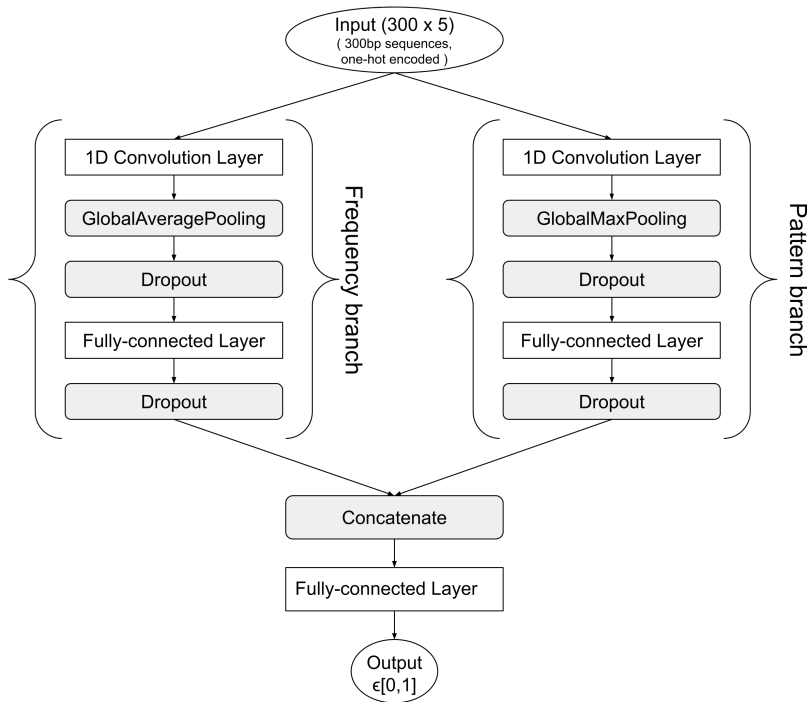 Input (300 x 5)
( 300bp sequences,
one-hot encoded )
1D Convolution Layer
GlobalAveragePooling
Dropout
Fully-connected Layer
Dropout
Frequency branch
1D Convolution Layer
GlobalMaxPooling
Dropout
Fully-connected Layer
Dropout
Pattern branch
Concatenate
Fully-connected Layer
Output
ϵ[0,1]